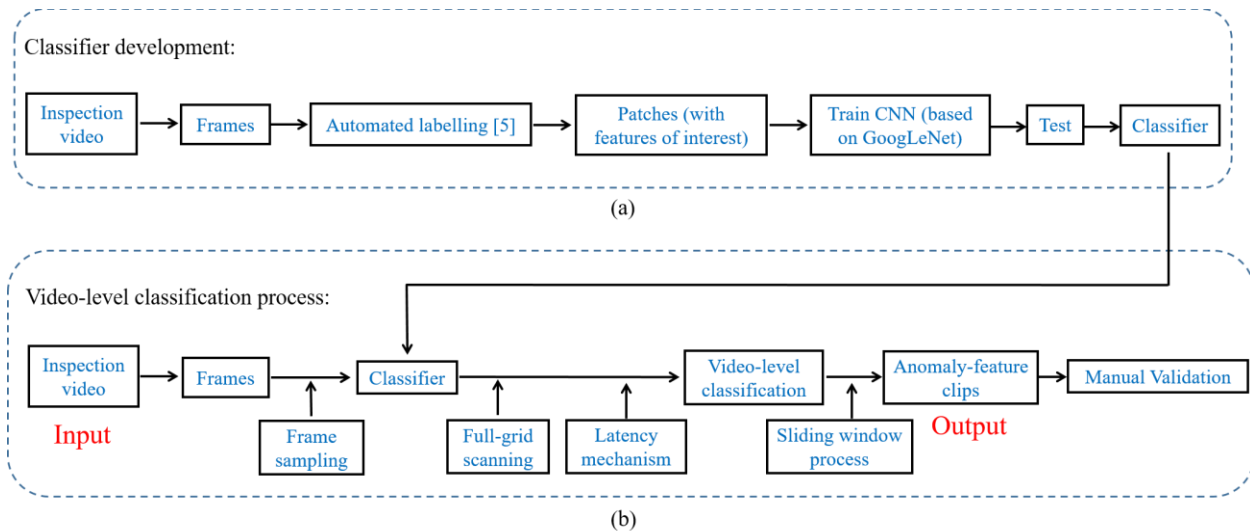 Classifier development:
Inspection
video
Frames
Automated labelling [5]
Patches (with
features of interest)
Train CNN (based
on GoogLeNet)
Test
Classifier
(a)
Video-level classification process:
Inspection
video
Frames
Classifier
Video-level
classification
Anomaly-feature
clips
Manual Validation
Input
Output
Frame
sampling
Full-grid
scanning
Latency
mechanism
Sliding window
process
(b)